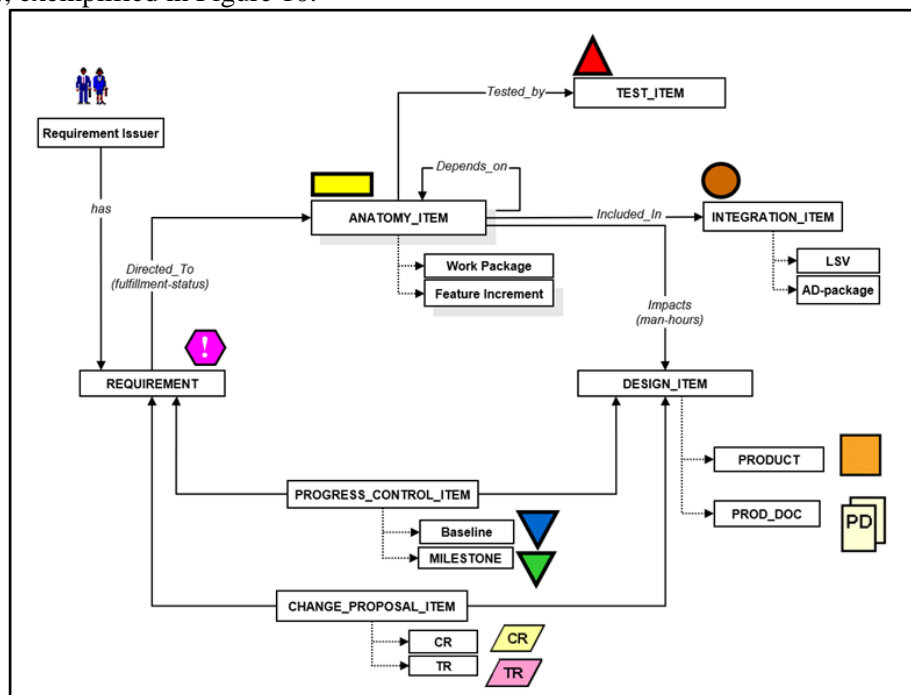 , exemplified in Figure 10.
Tested_by
TEST_ITEM
Requirement Issuer
Depends_on
has
ANATOMY_ITEM
Included_In
INTEGRATION_ITEM
Work Package
LSV
Directed_To
(fulfillment-status)
Feature Increment
AD-package
Impacts
(man-hours)
!
REQUIREMENT
DESIGN_ITEM
PRODUCT
PROGRESS_CONTROL_ITEM
PROD_DOC
PD
Baseline
MILESTONE
CHANGE_PROPOSAL_ITEM
CR
CR
TR
TR